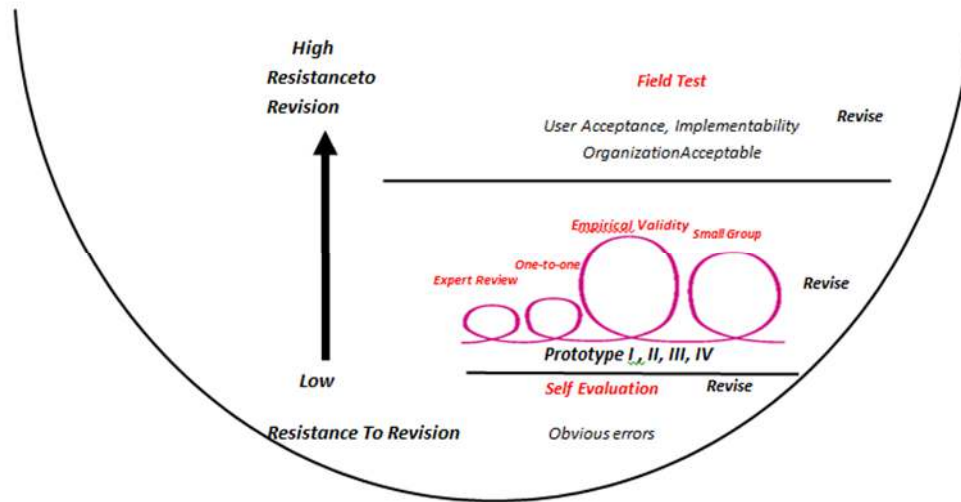 High
Resistanceto
Revision
Field Test
Revise
User Acceptance, Implementability
OrganizationAcceptable
Empirical Validity
Small Group
One-to-one
Expert Review
Revise
Prototype I , II, III, IV
Low
Self Evaluation
Revise
Resistance To Revision
Obvious errors